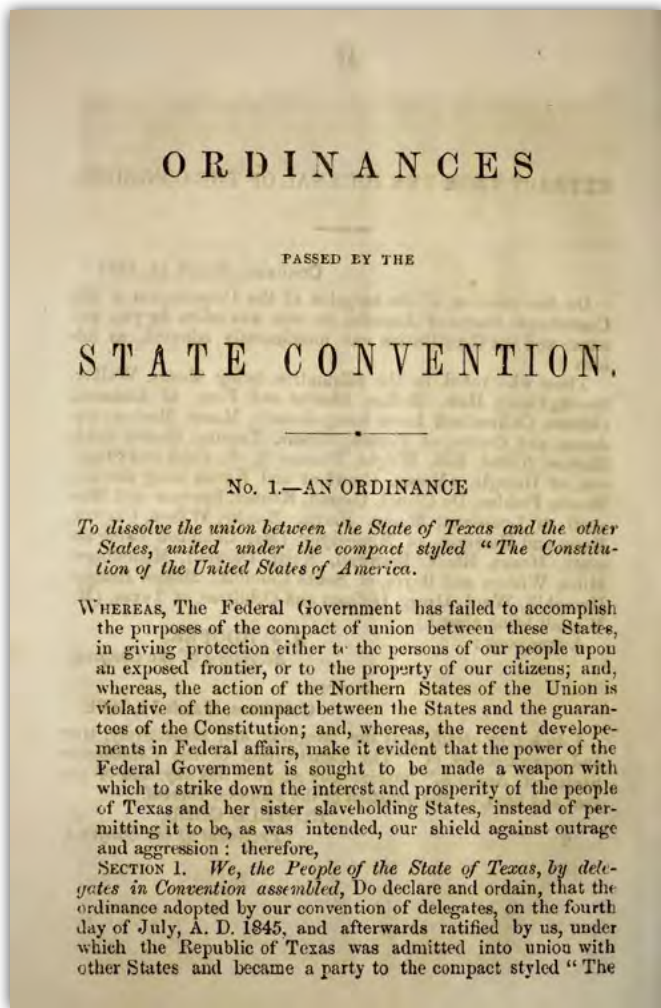 ORDINANCES
PASSED BY THE
STATE CONVENTION.
No. 1.—AN ORDINANCE
To dissolve the union between the State of Texas and the other
States, united under the compact styled "The Constitu-
tion of the United States of America.
WHEREAS, The Federal Government has failed to accomplish
the purposes of the compact of union between these States,
in giving protection either to the persons of our people upon
an exposed frontier, or to the property of our citizens; and,
whereas, the action of the Northern States of the Union is
violative of the compact between the States and the guaran-
tees of the Constitution; and, whereas, the recent develope-
ments in Federal affairs, make it evident that the power of the
Federal Government is sought to be made a weapon with
which to strike down the interest and prosperity of the people
of Texas and her sister slaveholding States, instead of per-
mitting it to be, as was intended, our shield against outrage
and aggression : therefore,
SECTION 1. We, the People of the State of Texas, by dele-
gates in Convention assembled, Do declare and ordain, that the
ordinance adopted by our convention of delegates, on the fourth
day of July, A. D. 1845, and afterwards ratified by us, under
which the Republic of Texas was admitted into union with
other States and became a party to the compact styled " The